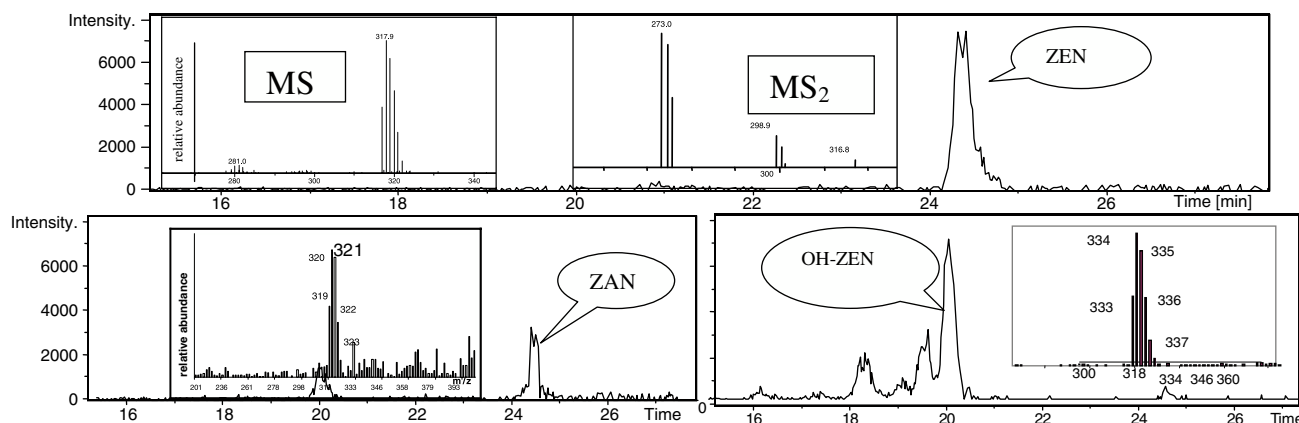 Intensity.
8000
6000
4000
2000
0
relative abundance
MS
317.9
281.0
280 300 320 340
273.0
MS2
298.9
316.8
300
ZEN
16 18 20 22 24 26
Time [min]
Intensity.
6000
4000
2000
0
relative abundance
320 321
319
322
323
201 236 261 278 298 333 346 358 379 393
m/z
ZAN
16 18 20 22 24 26 Time
OH-ZEN
334
335
333
336
337
300 318 334 346 360
0
16 18 20 22 24 26 Time